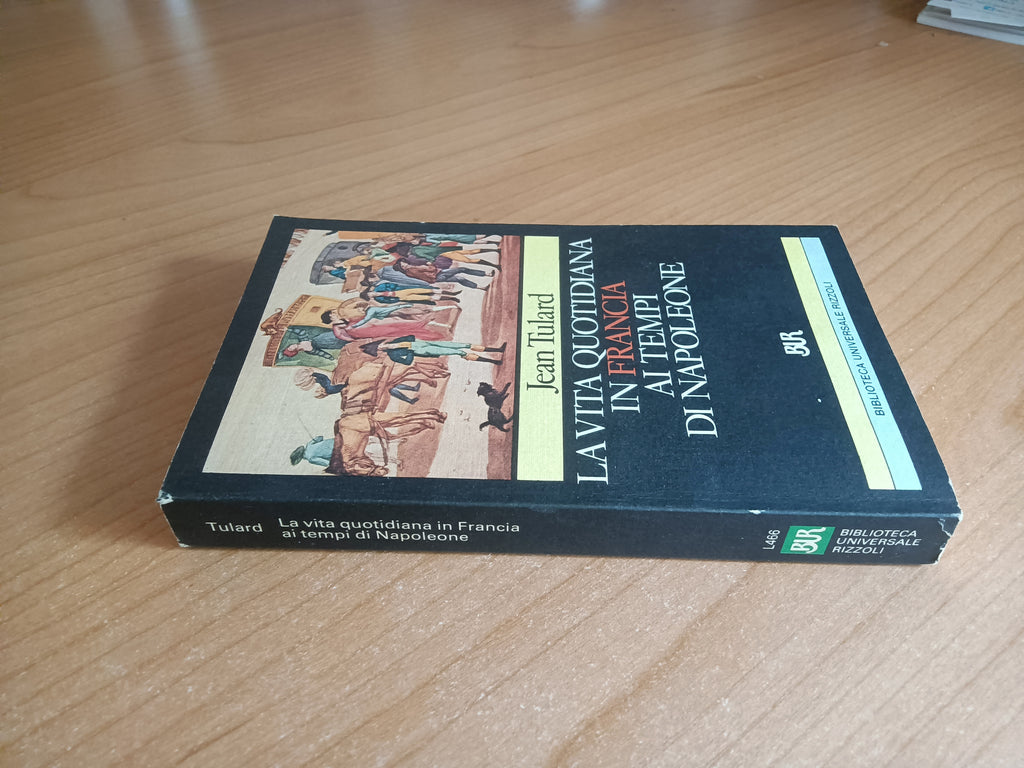 Jean Tulard
LA VITA QUOTIDIANA
IN FRANCIA
AI TEMPI
DI NAPOLEONE
BUR
BIBLIOTECA UNIVERSALE RIZZOLI
Tulard
La vita quotidiana in Francia
ai tempi di Napoleone
L466
BUR
BIBLIOTECA
UNIVERSALE
RIZZOLI